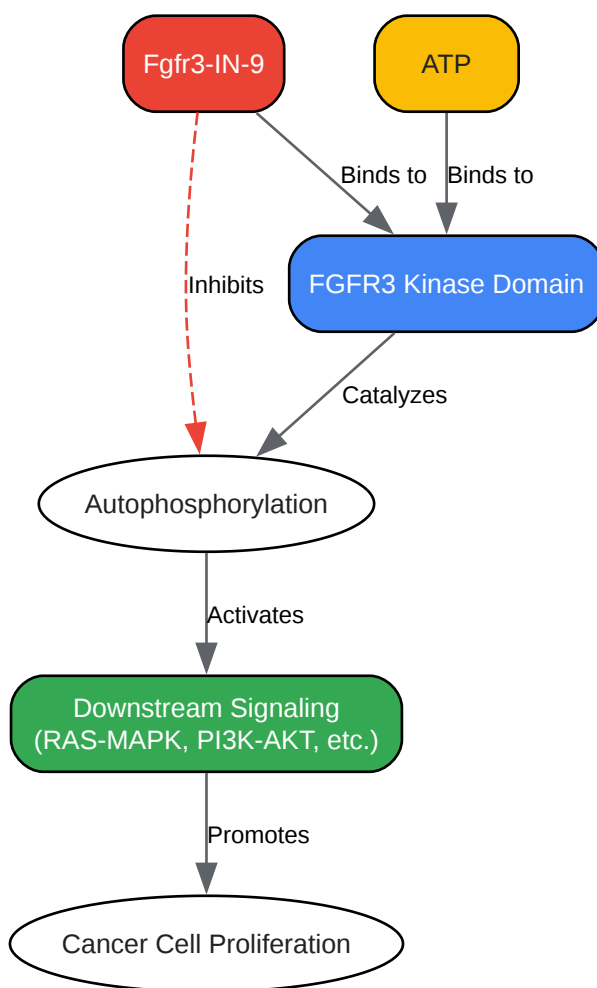 Fgfr3-IN-9
ATP
Binds to
Binds to
Inhibits
FGFR3 Kinase Domain
Catalyzes
Autophosphorylation
Activates
Downstream Signaling
(RAS-MAPK, PI3K-AKT, etc.)
Promotes
Cancer Cell Proliferation